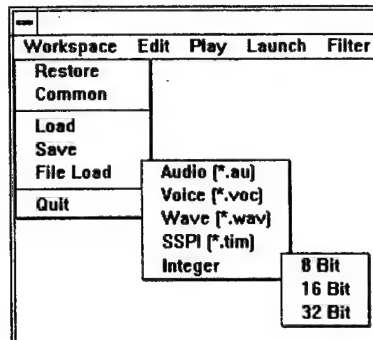 Workspace Edit Play Launch Filter
Restore
Common
Load
Save
File Load
Quit
Audio (*.au)
Voice (*.voc)
Wave (*.wav)
SSPI (*.tim)
Integer
8 Bit
16 Bit
32 Bit